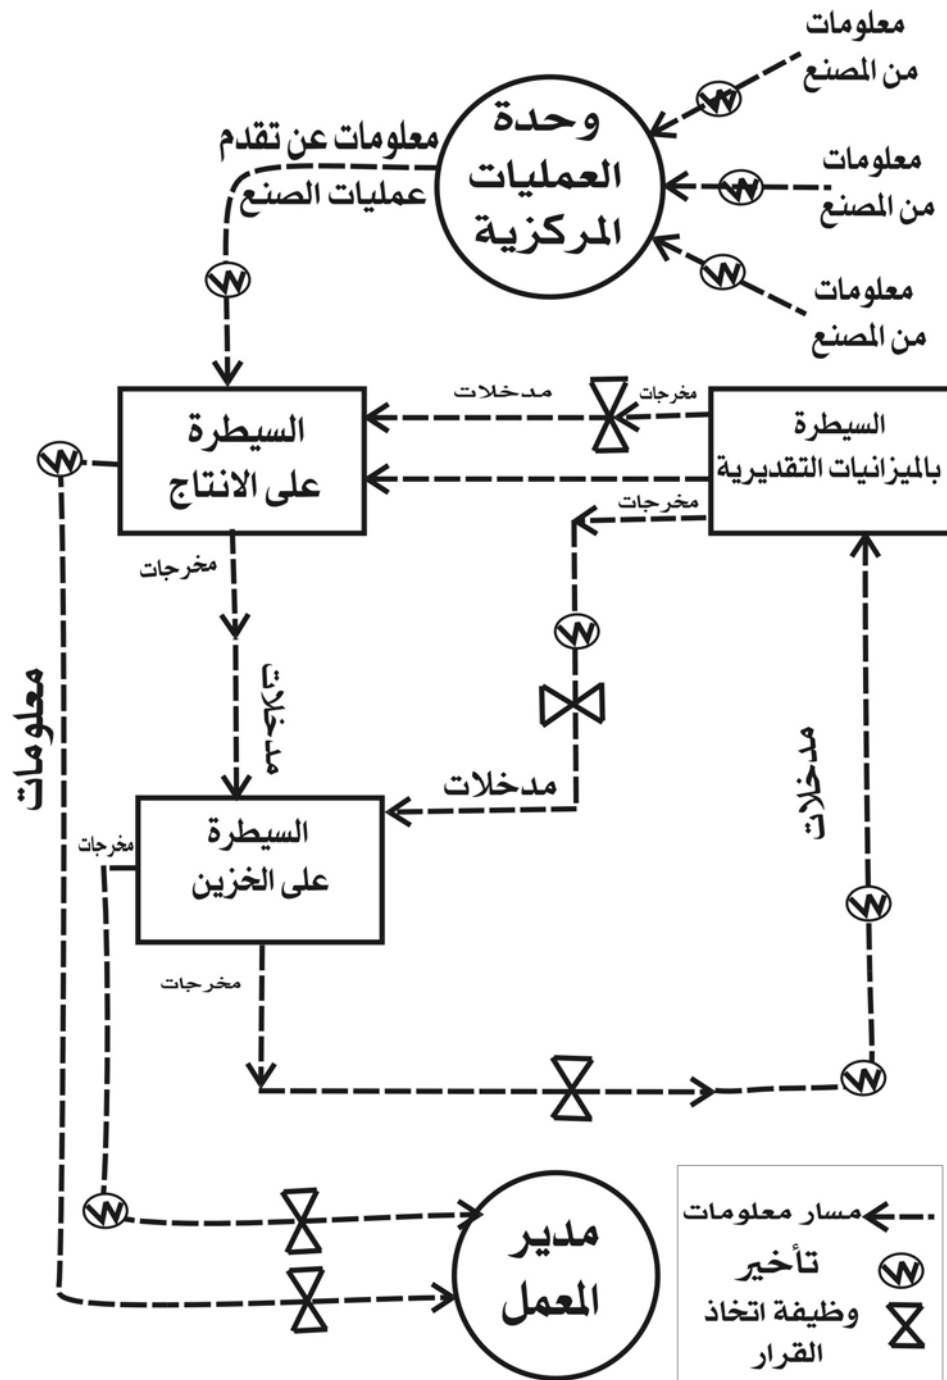 معلومات
من المصنع
معلومات
من المصنع
معلومات
من المصنع
وحدة
العمليات
المركزية
معلومات عن تقدم
عمليات الصنع
السيطرة
بالميزانيات التقديرية
مخرجات
مدخلات
السيطرة
على الانتاج
مخرجات
مخرجات
مدخلات
معلومات
مدخلات
مدخلات
السيطرة
على الخزين
مخرجات
مخرجات
مدير
المعمل
مسار معلومات
تأخير
وظيفة اتخاذ
القرار